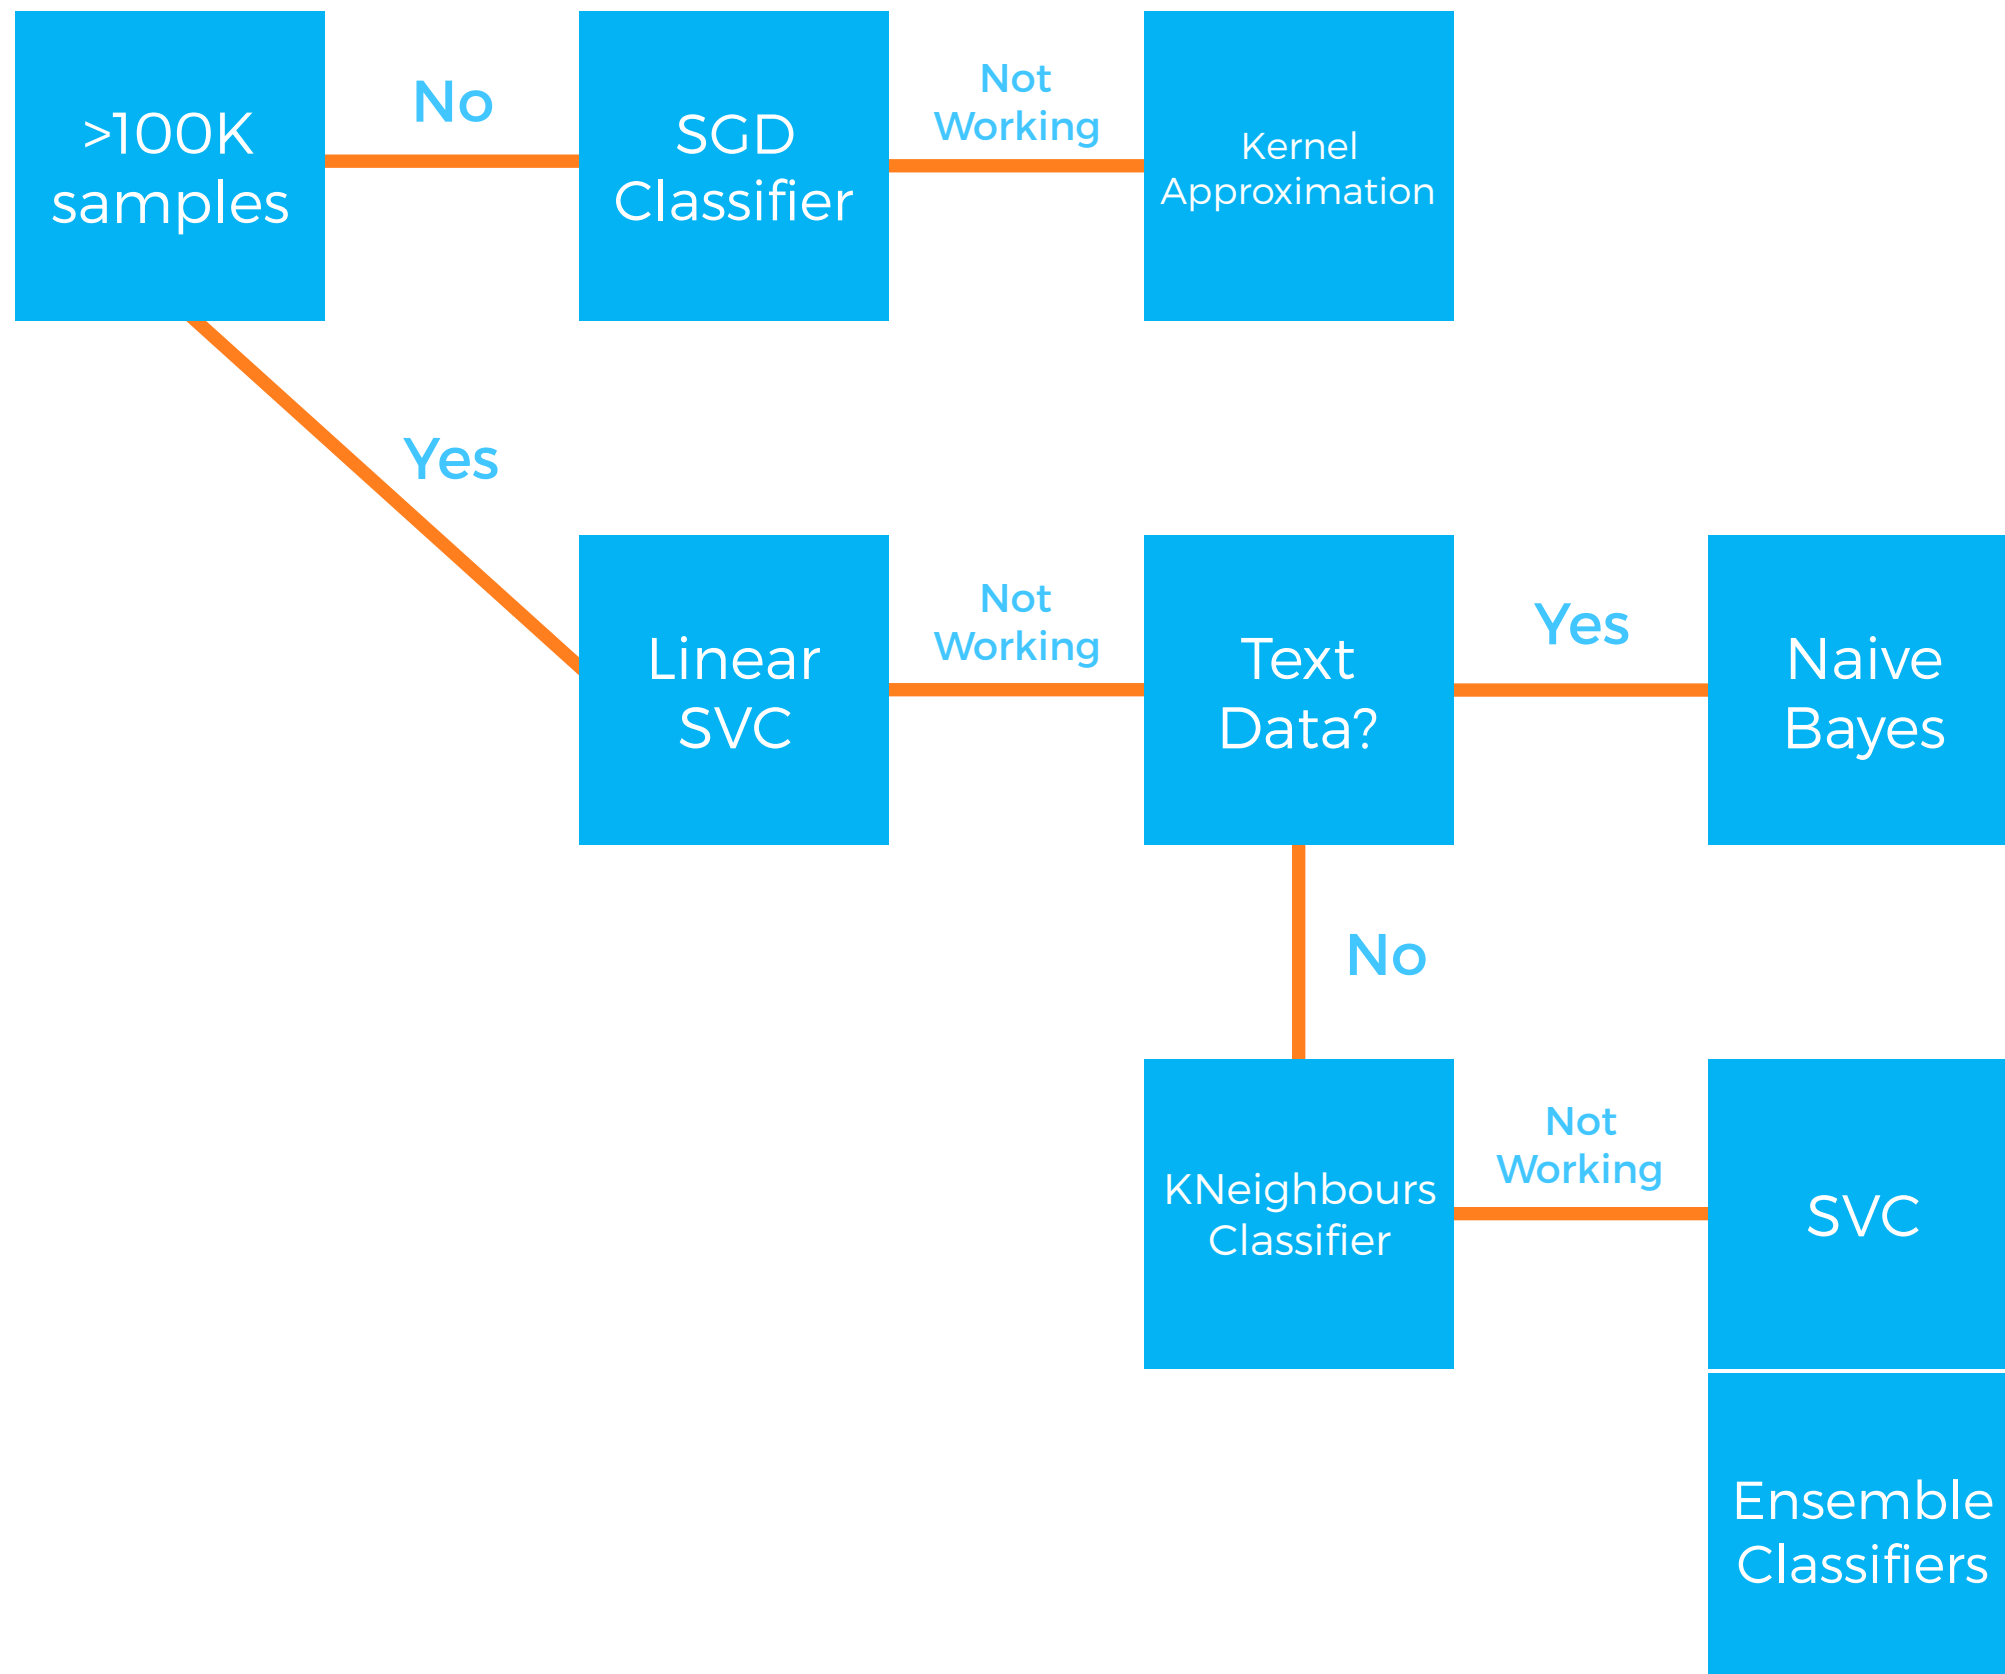 >100K
samples
No
SGD
Classifier
Not
Working
Kernel
Approximation
Yes
Linear
SVC
Not
Working
Text
Data?
Yes
Naive
Bayes
No
KNeighbours
Classifier
Not
Working
SVC
Ensemble
Classifiers